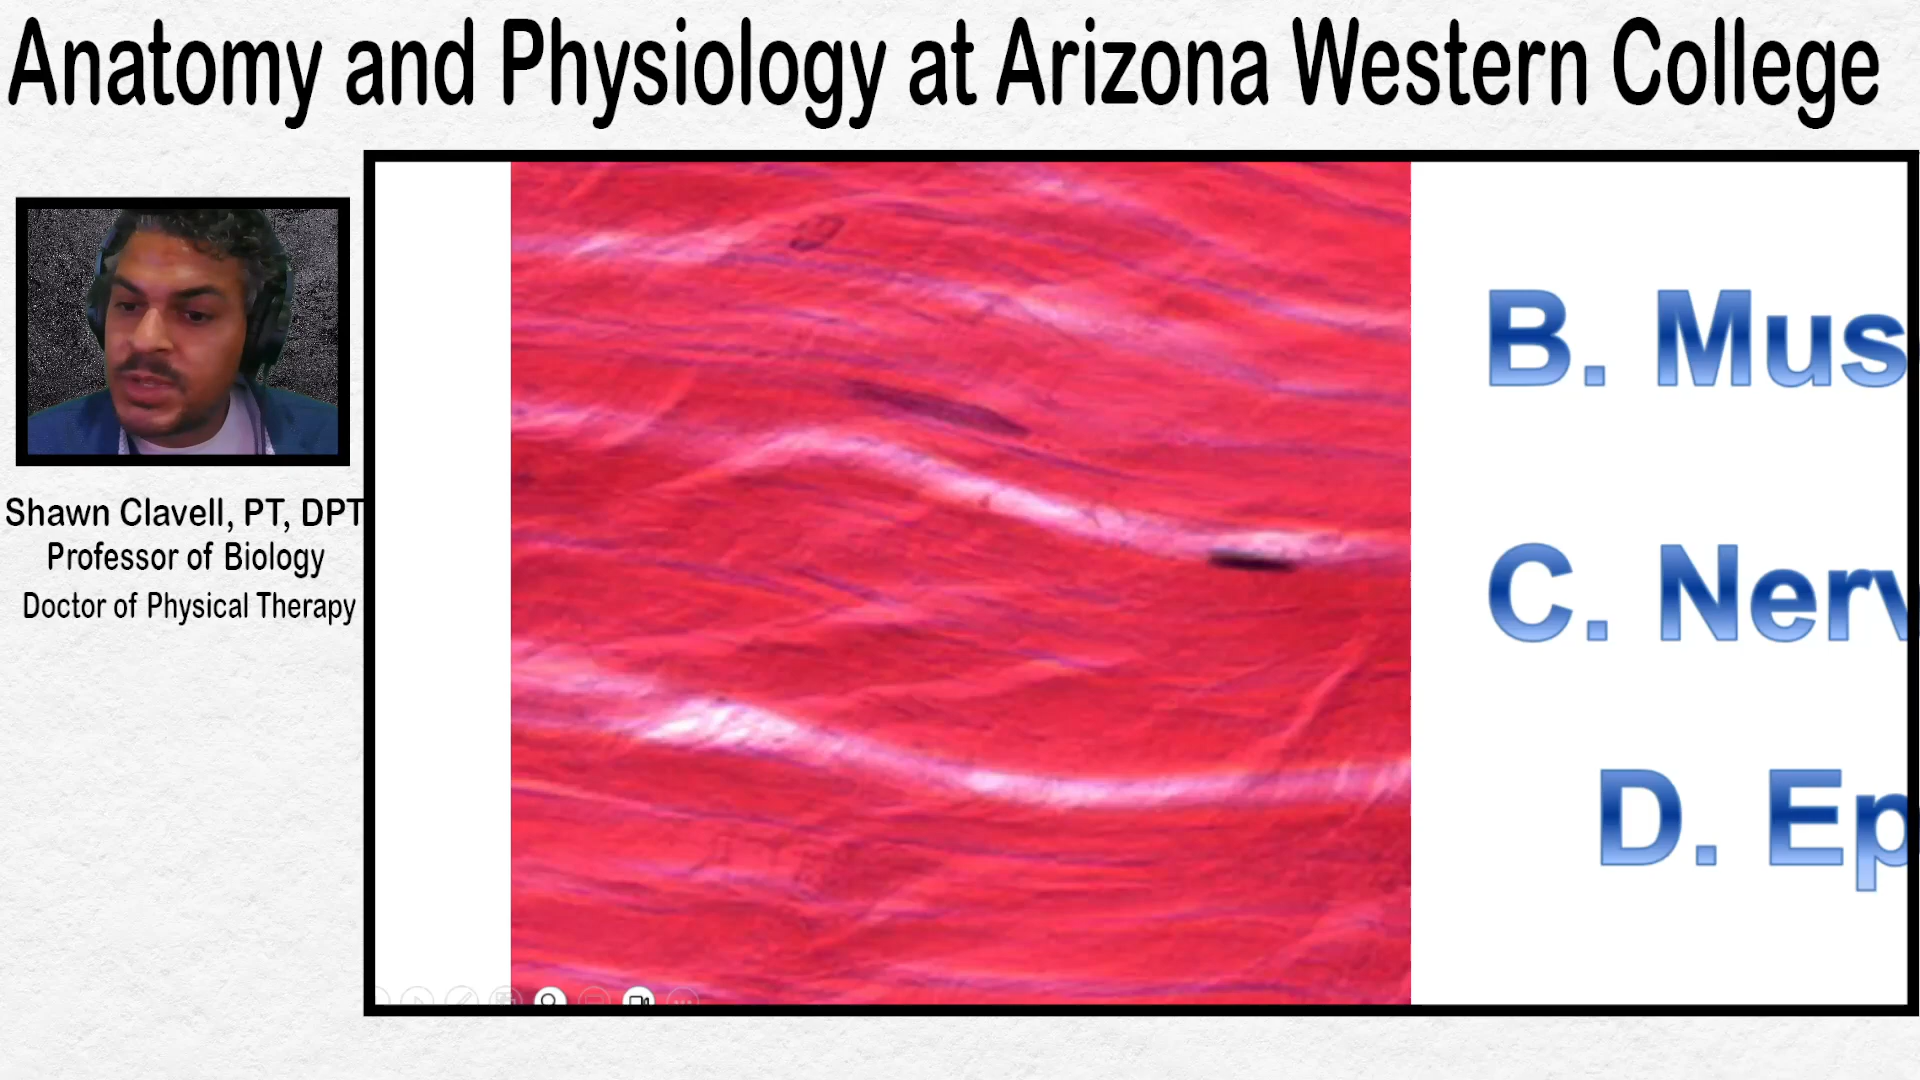 Anatomy and Physiology at Arizona Western College
Shawn Clavell, PT, DPT
Professor of Biology
Doctor of Physical Therapy
B. Mus
C. Nerv
D. Ep